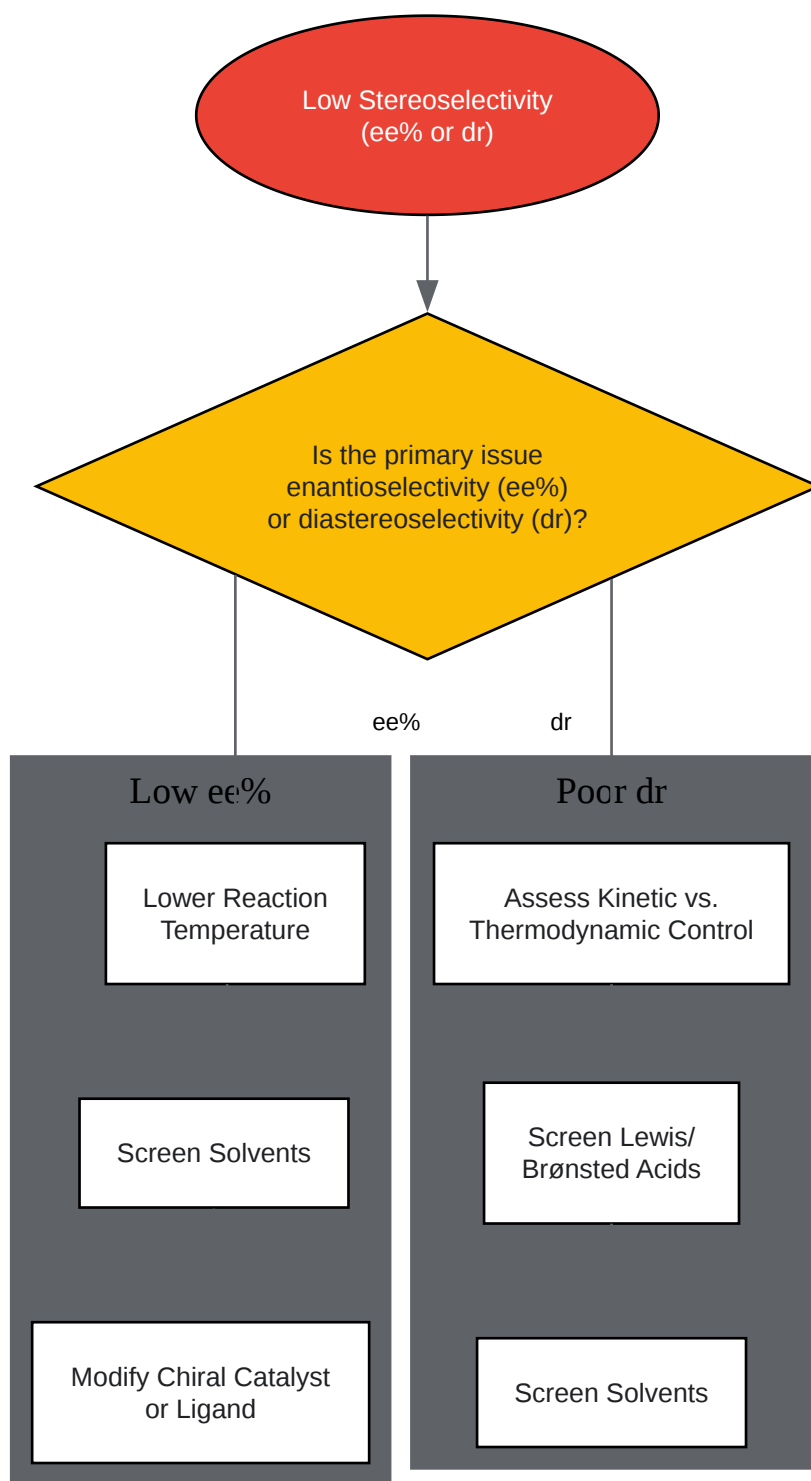 Low Stereoselectivity
(ee% or dr)
Is the primary issue
enantioselectivity (ee%)
or diastereoselectivity (dr)?
ee%
dr
Low ee%
Lower Reaction
Temperature
Screen Solvents
Modify Chiral Catalyst
or Ligand
Poor dr
Assess Kinetic vs.
Thermodynamic Control
Screen Lewis/
Brønsted Acids
Screen Solvents